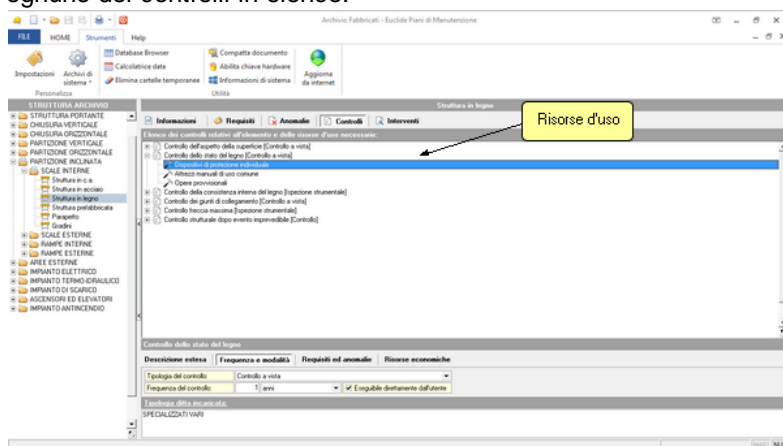 ognuno dei controlli in elenco.
Archivio Fabbricati - Euclide Piani di Manutenzione
FILE HOME Strumenti Help
Impostazioni
Archivi di sistema
Database Browser
Calcolatrice date
Elimina cartelle temporanee
Compatta documento
Abilita chiave hardware
Informazioni di sistema
Aggiorna da internet
Personalizza Utilità
STRUTTURA ARCHIVIO
STRUTTURA PORTANTE
CHIUSURA VERTICALE
CHIUSURA ORIZZONTALE
PARTIZIONE VERTICALE
PARTIZIONE ORIZZONTALE
PARTIZIONE INCLINATA
SCALE INTERNE
Struttura in c.a.
Struttura in acciaio
Struttura in legno
Struttura prefabbricata
Parapetto
Gradini
SCALE ESTERNE
RAMPE INTERNE
RAMPE ESTERNE
AREE ESTERNE
IMPIANTO ELETTRICO
IMPIANTO TERMO-IDRAULICO
IMPIANTO DI SCARICO
ASCENSORI ED ELEVATORI
IMPIANTO ANTINCENDIO
Struttura in legno
Informazioni Requisiti Anomalie Controlli Interventi
Risorse d'uso
Elenco dei controlli relativi all'elemento e delle risorse d'uso necessarie:
Controllo dell'aspetto della superficie [Controllo a vista]
Controllo dello stato del legno [Controllo a vista]
Dispositivi di protezione individuale
Attrezzi manuali di uso comune
Opere provvisionali
Controllo della consistenza interna del legno [Ispezione strumentale]
Controllo dei giunti di collegamento [Controllo a vista]
Controllo freccia massima [Ispezione strumentale]
Controllo strutturale dopo evento imprevedibile [Controllo]
Controllo dello stato del legno
Descrizione estesa Frequenza e modalità Requisiti ed anomalie Risorse economiche
Tipologia del controllo: Controllo a vista
Frequenza del controllo: 1 anni Eseguibile direttamente dall'utente
Tipologia ditta incaricata:
SPECIALIZZATI VARI